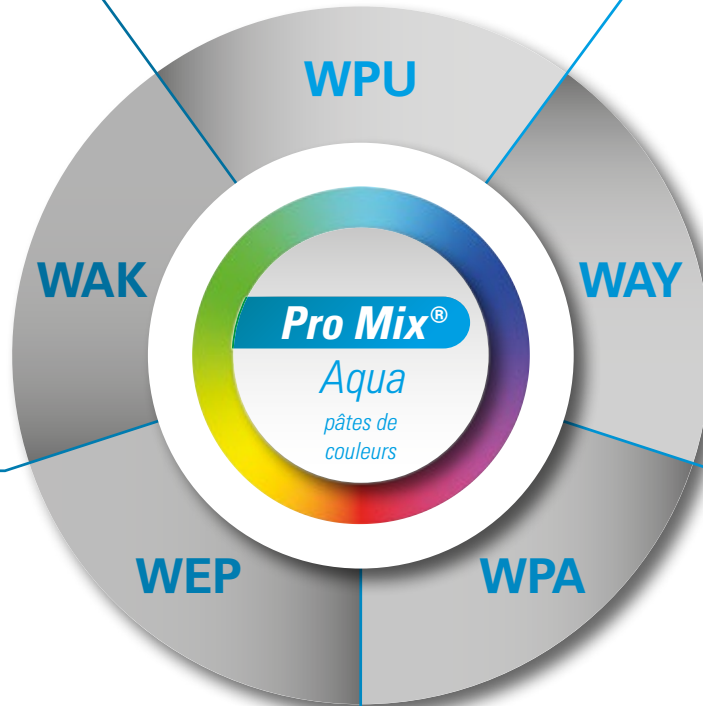 WPU
WAK
WAY
Pro Mix®
Aqua
pâtes de
couleurs
WEP
WPA